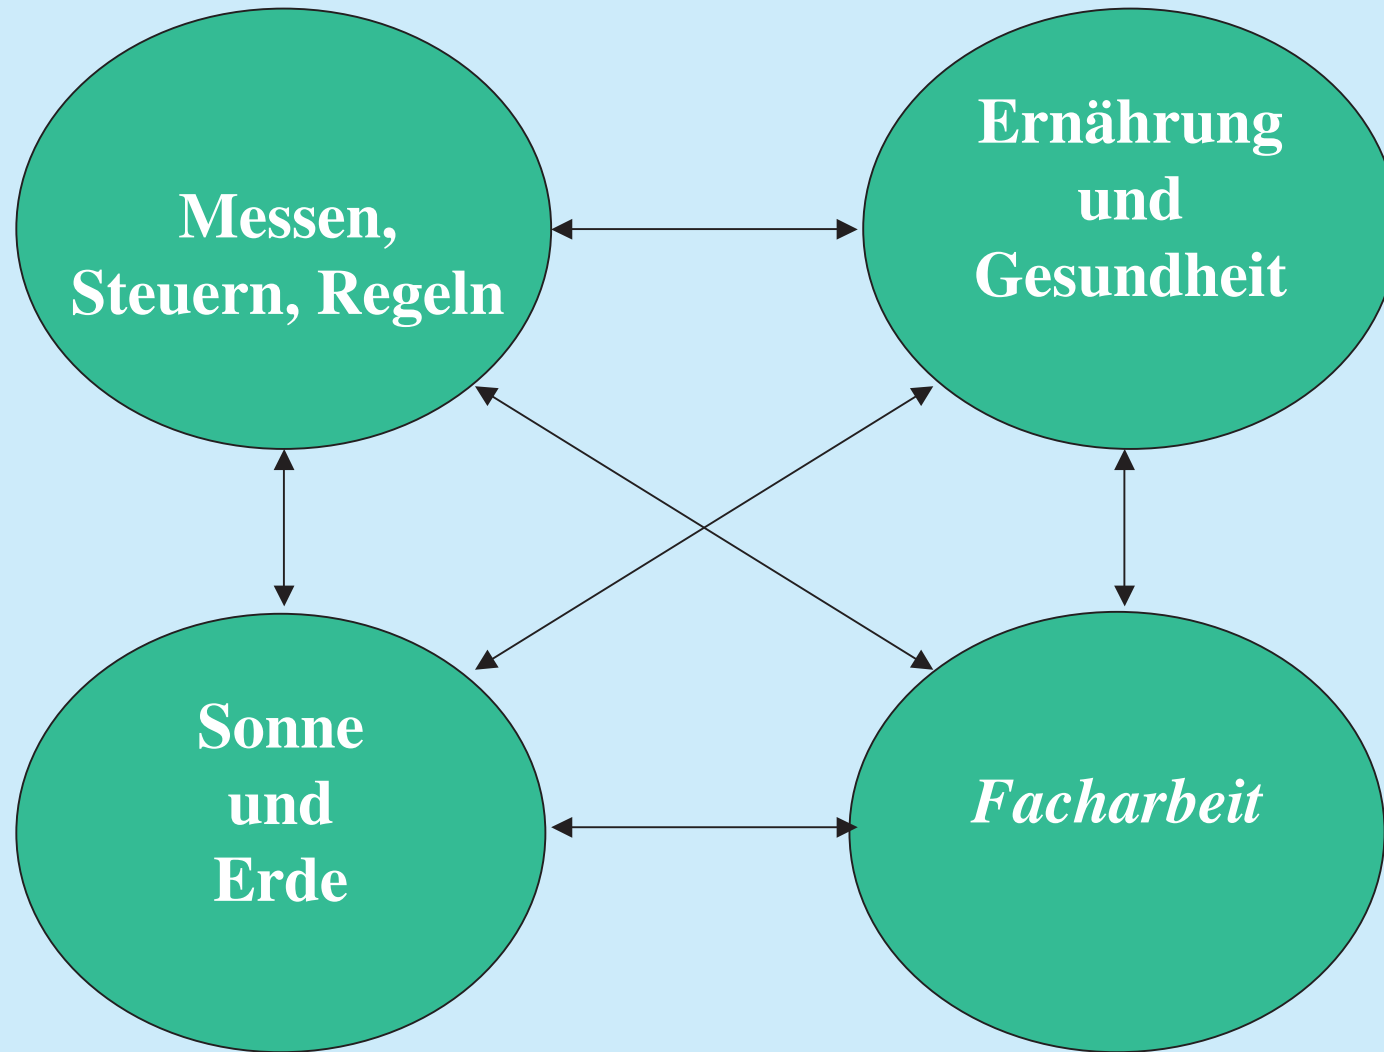 Messen,
Steuern, Regeln
Ernährung
und
Gesundheit
Sonne
und
Erde
Facharbeit